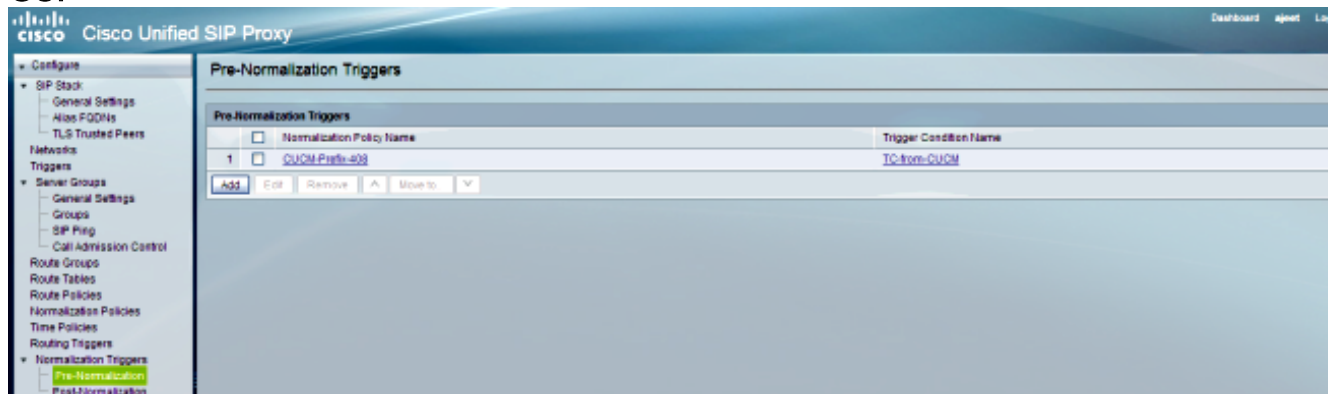 CISCO Cisco Unified SIP Proxy
Dashboard ajeet
Configure
SIP Stack
General Settings
Alias FQDNs
TLS Trusted Peers
Networks
Triggers
Server Groups
General Settings
Groups
SIP Ping
Call Admission Control
Route Groups
Route Tables
Route Policies
Normalization Policies
Time Policies
Routing Triggers
Normalization Triggers
Pre-Normalization
Post-Normalization
Pre-Normalization Triggers
Pre-Normalization Triggers
Normalization Policy Name Trigger Condition Name
1 CUCM-Prefix-408 TC-from-CUCM
Add Edit Remove Move to